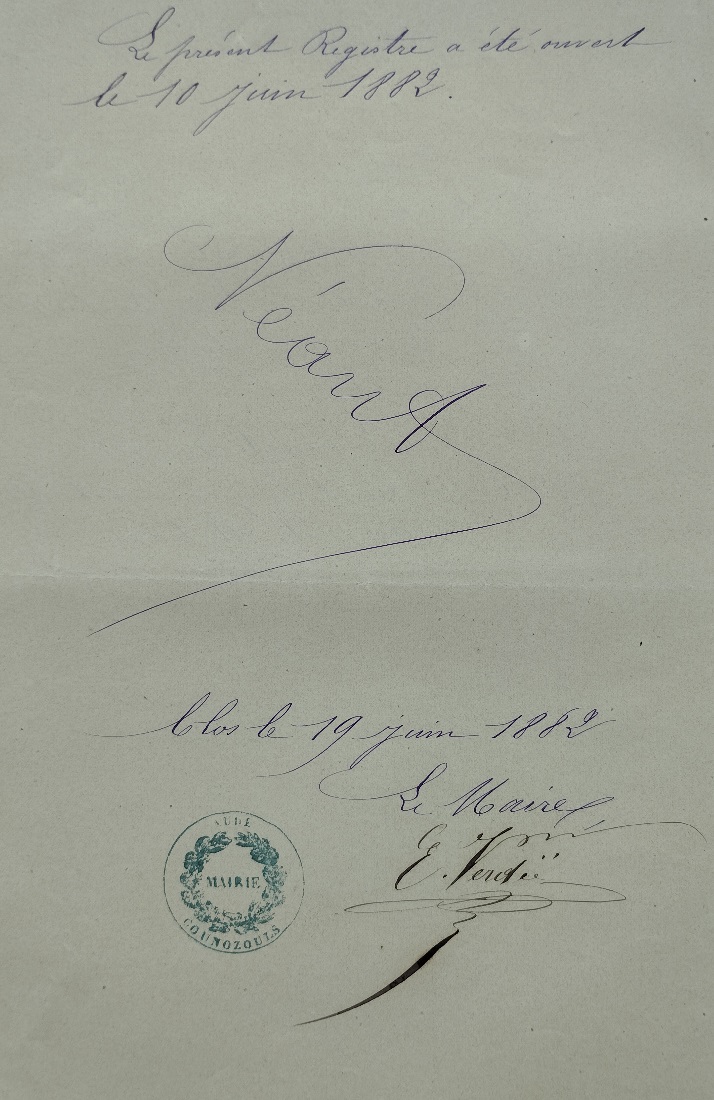 Le présent Registre a été ouvert
le 10 juin 1882.
Néant
Clos le 19 juin 1882
Le Maire
E.
AUDE
MAIRIE
COUNOZOULS